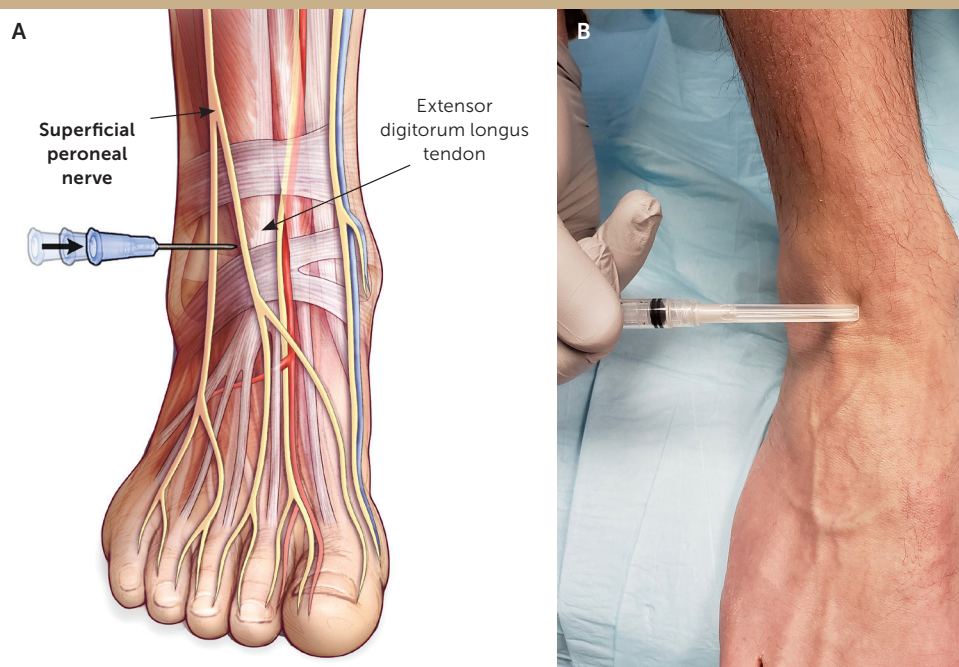 A
Superficial
peroneal
nerve
Extensor
digitorum longus
tendon
B